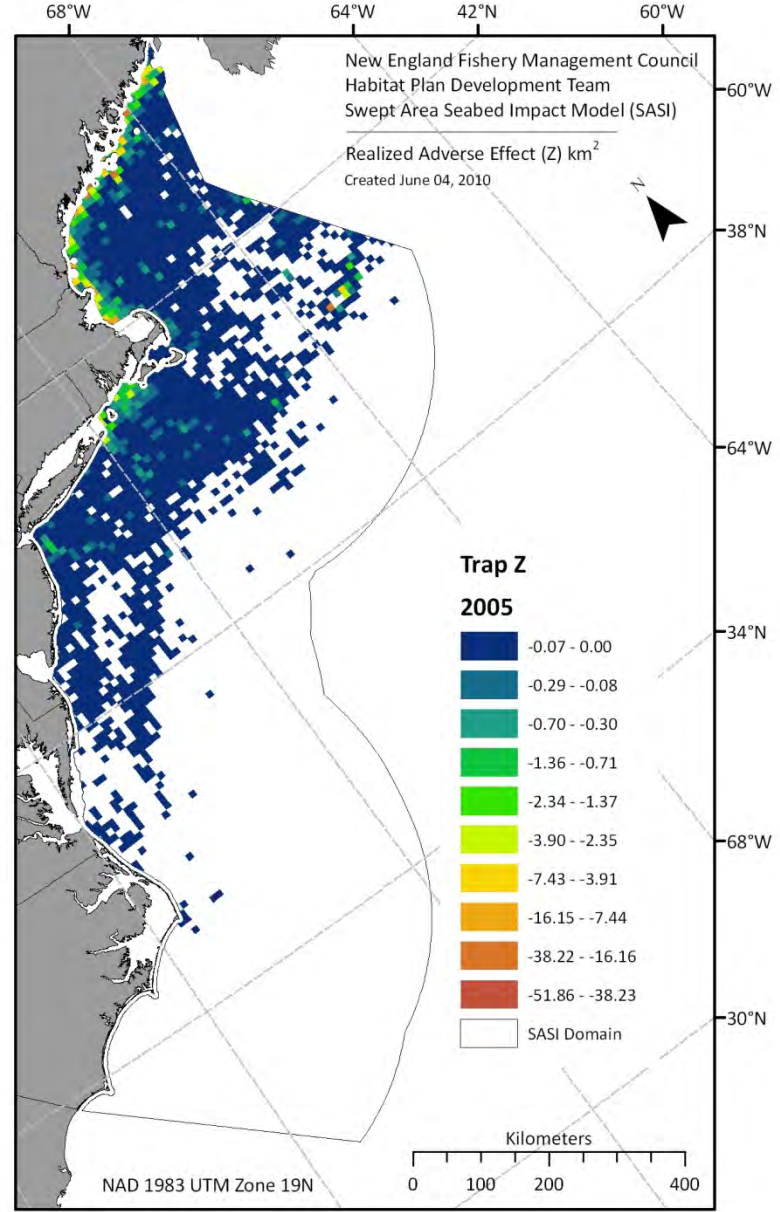 68°W 64°W 42°N 60°W
New England Fishery Management Council
Habitat Plan Development Team
Swept Area Seabed Impact Model (SASI)
Realized Adverse Effect (Z) km²
Created June 04, 2010
N
60°W
38°N
64°W
34°N
68°W
30°N
Trap Z
2005
-0.07 - 0.00
-0.29 - -0.08
-0.70 - -0.30
-1.36 - -0.71
-2.34 - -1.37
-3.90 - -2.35
-7.43 - -3.91
-16.15 - -7.44
-38.22 - -16.16
-51.86 - -38.23
SASI Domain
Kilometers
0 100 200 400
NAD 1983 UTM Zone 19N